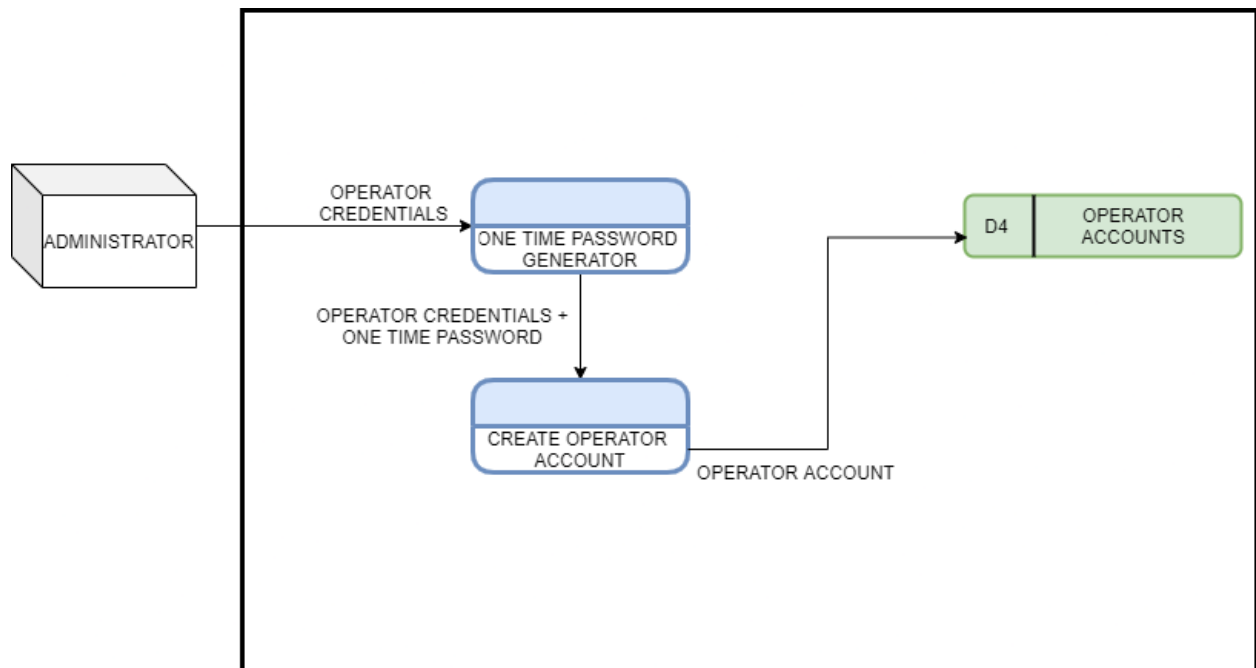 ADMINISTRATOR
OPERATOR
CREDENTIALS
ONE TIME PASSWORD
GENERATOR
OPERATOR CREDENTIALS +
ONE TIME PASSWORD
CREATE OPERATOR
ACCOUNT
OPERATOR ACCOUNT
D4
OPERATOR
ACCOUNTS